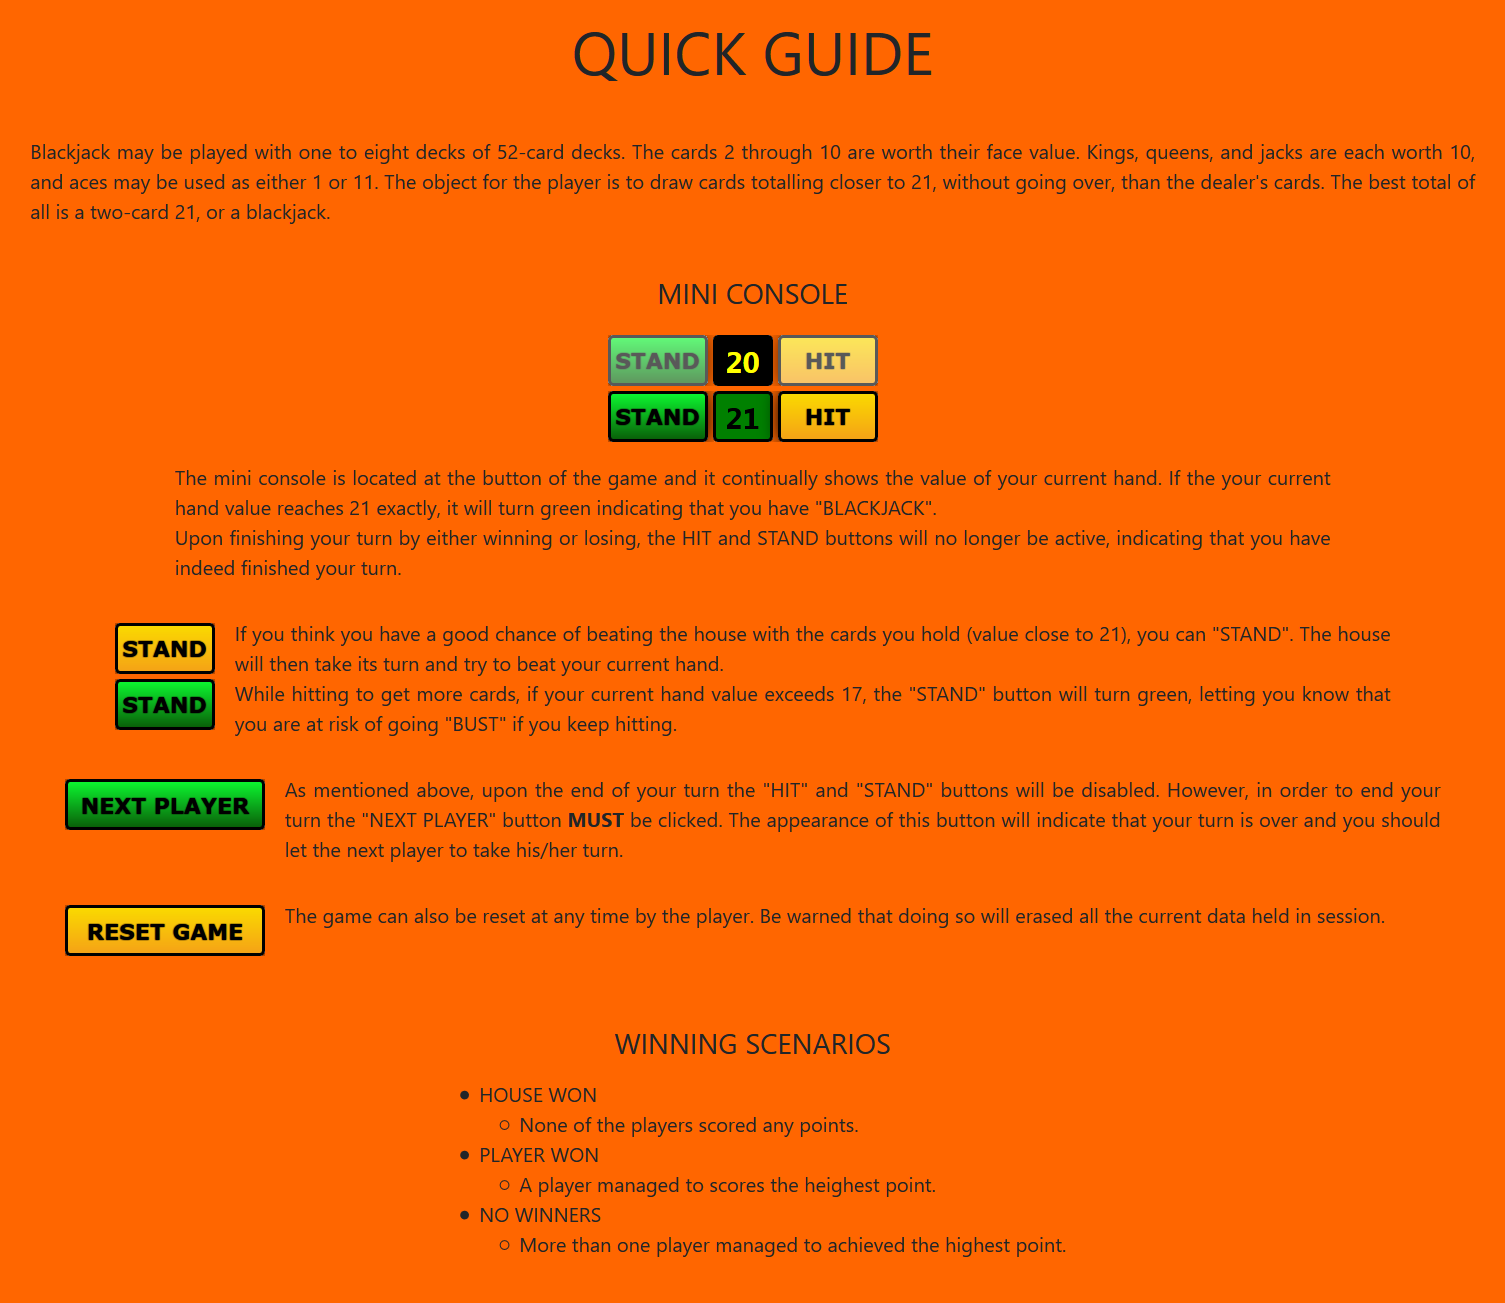 QUICK GUIDE
Blackjack may be played with one to eight decks of 52-card decks. The cards 2 through 10 are worth their face value. Kings, queens, and jacks are each worth 10,
and aces may be used as either 1 or 11. The object for the player is to draw cards totalling closer to 21, without going over, than the dealer's cards. The best total of
all is a two-card 21, or a blackjack.
MINI CONSOLE
STAND 20 HIT
STAND 21 HIT
The mini console is located at the button of the game and it continually shows the value of your current hand. If the your current
hand value reaches 21 exactly, it will turn green indicating that you have "BLACKJACK".
Upon finishing your turn by either winning or losing, the HIT and STAND buttons will no longer be active, indicating that you have
indeed finished your turn.
STAND
If you think you have a good chance of beating the house with the cards you hold (value close to 21), you can "STAND". The house
will then take its turn and try to beat your current hand.
STAND
While hitting to get more cards, if your current hand value exceeds 17, the "STAND" button will turn green, letting you know that
you are at risk of going "BUST" if you keep hitting.
NEXT PLAYER
As mentioned above, upon the end of your turn the "HIT" and "STAND" buttons will be disabled. However, in order to end your
turn the "NEXT PLAYER" button MUST be clicked. The appearance of this button will indicate that your turn is over and you should
let the next player to take his/her turn.
RESET GAME
The game can also be reset at any time by the player. Be warned that doing so will erased all the current data held in session.
WINNING SCENARIOS
HOUSE WON
None of the players scored any points.
PLAYER WON
A player managed to scores the heighest point.
NO WINNERS
More than one player managed to achieved the highest point.